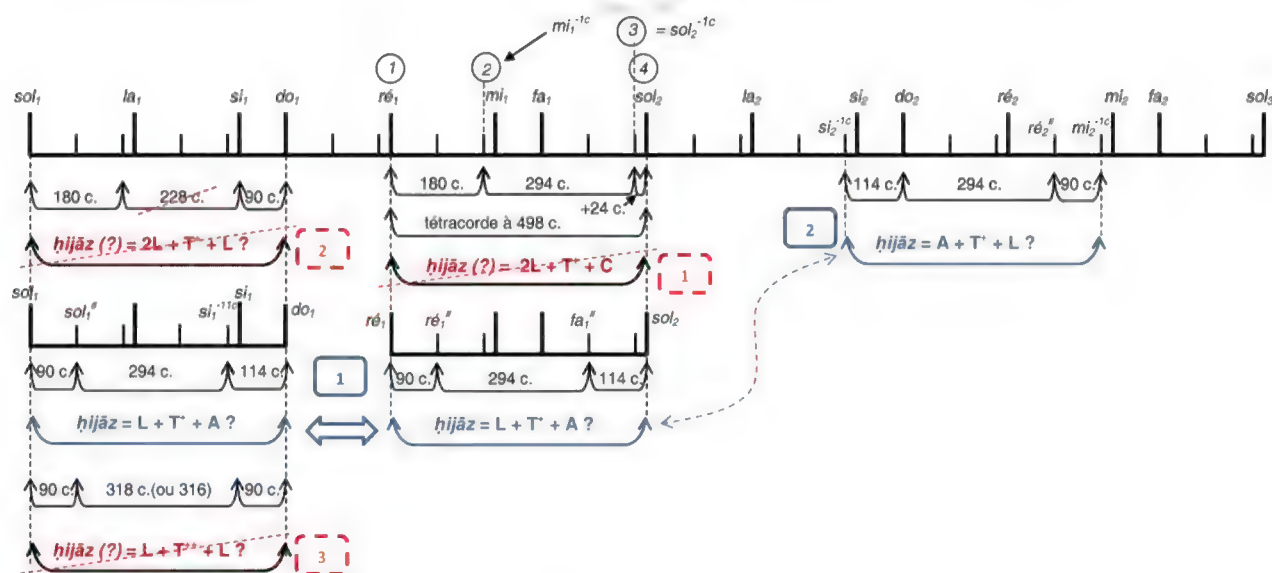 mi₁⁻¹ᶜ
3 = sol₂⁻¹ᶜ
1 2 4
sol₁ la₁ si₁ do₁ ré₁ mi₁ fa₁ sol₂ la₂ si₂ do₂ ré₂ mi₂ fa₂ sol₃
si₂⁻¹ᶜ ré₂# mi₂⁻¹ᶜ
180 c. 228 c. 90 c. 180 c. 294 c. 114 c. 294 c. 90 c.
+24 c.
tétracorde à 498 c.
ḥijāz (?) = 2L + T⁺ + L ? 2
ḥijāz (?) = 2L + T⁺ + C 1
2 ḥijāz = A + T⁺ + L ?
sol₁ sol₁# si₁⁻¹¹ᶜ si₁ do₁ ré₁ ré₁# fa₁# sol₂
90 c. 294 c. 114 c. 1 90 c. 294 c. 114 c.
ḥijāz = L + T⁺ + A ? ḥijāz = L + T⁺ + A ?
90 c. 318 c.(ou 316) 90 c.
ḥijāz (?) = L + T⁺⁺ + L ? 3